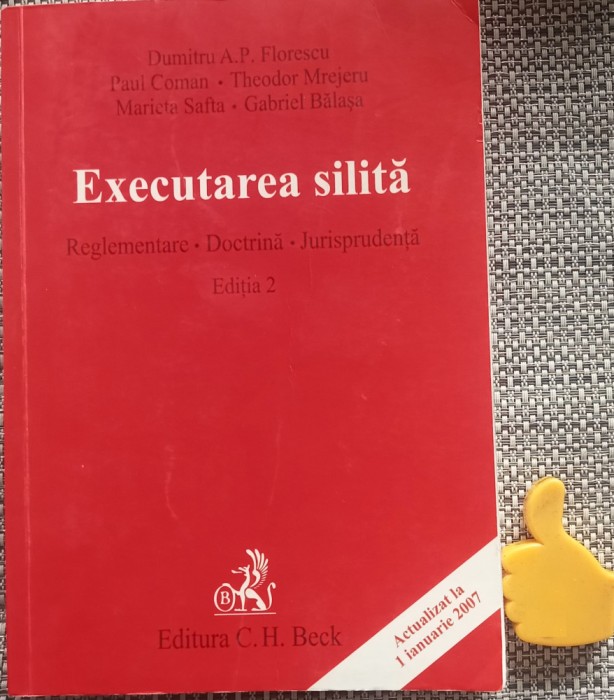 Dumitru A.P. Florescu
Paul Coman • Theodor Mrejeru
Marieta Safta • Gabriel Bălașa
Executarea silită
Reglementare • Doctrină • Jurisprudență
Ediția 2
B
Editura C. H. Beck
Actualizat la
1 ianuarie 2007